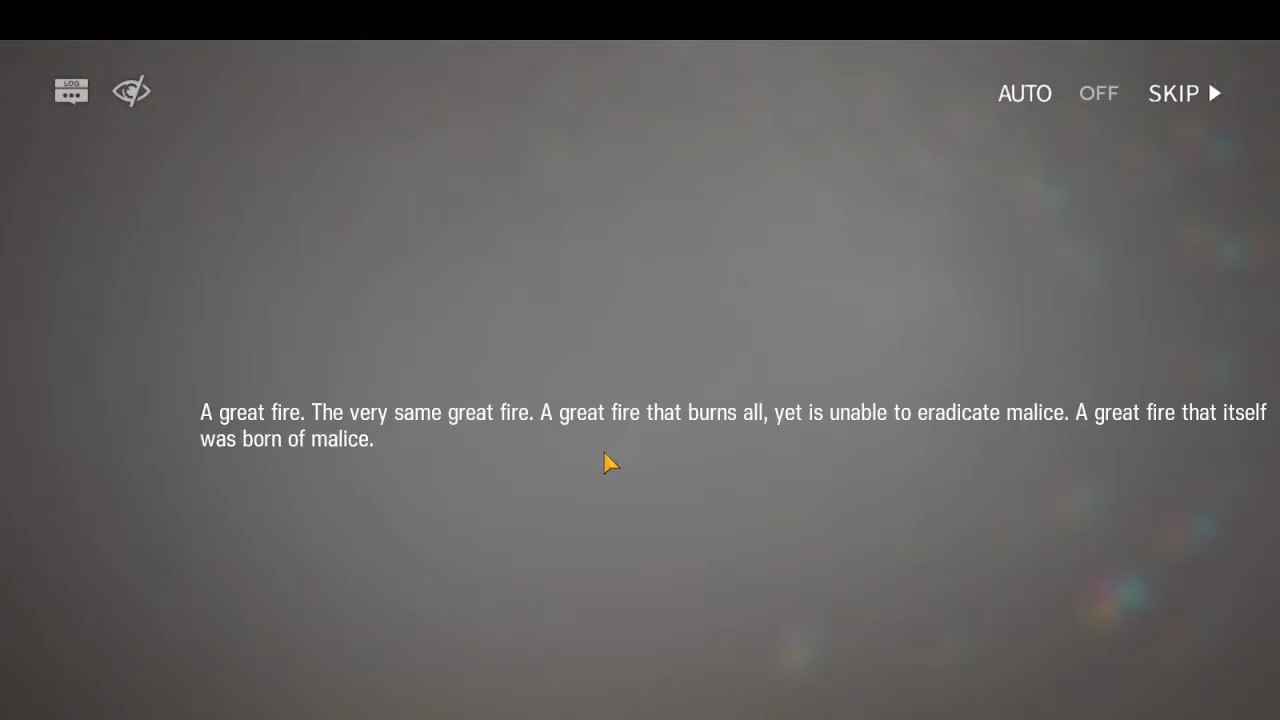 LOG
AUTO OFF SKIP
A great fire. The very same great fire. A great fire that burns all, yet is unable to eradicate malice. A great fire that itself
was born of malice.